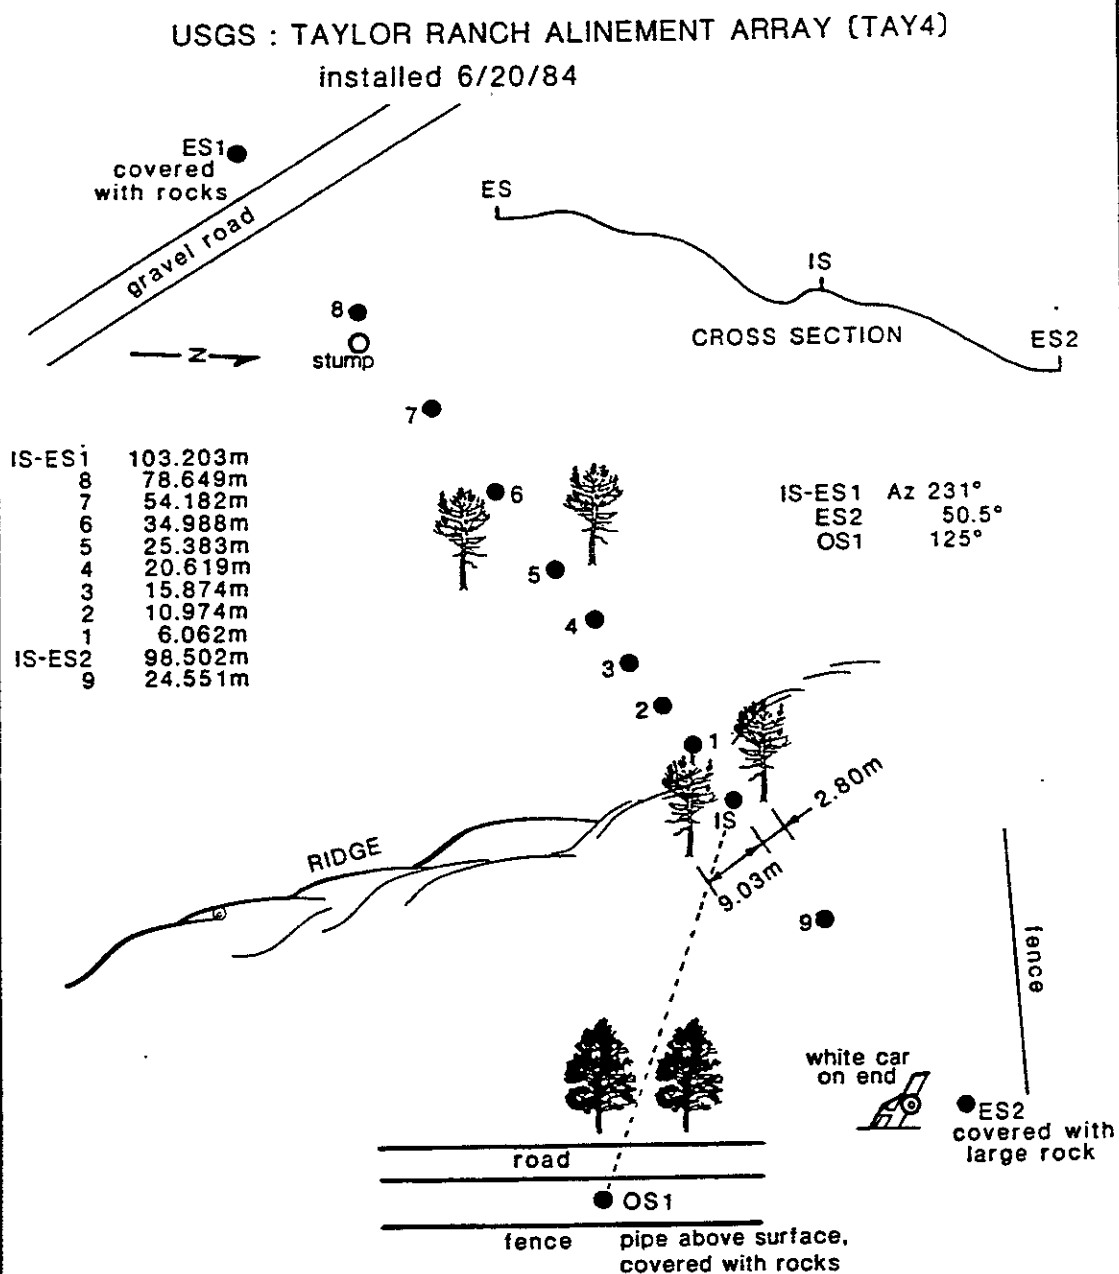 USGS : TAYLOR RANCH ALINEMENT ARRAY (TAY4)
installed 6/20/84
ES1
covered
with rocks
gravel road
ES
IS
CROSS SECTION
ES2
8
stump
N
7
IS-ES1 103.203m
8 78.649m
7 54.182m
6 34.988m
5 25.383m
4 20.619m
3 15.874m
2 10.974m
1 6.062m
IS-ES2 98.502m
9 24.551m
6
IS-ES1 Az 231°
ES2 50.5°
OS1 125°
5
4
3
2
1
IS
2.80m
9.03m
RIDGE
9
fence
white car
on end
ES2
covered with
large rock
road
OS1
fence
pipe above surface,
covered with rocks